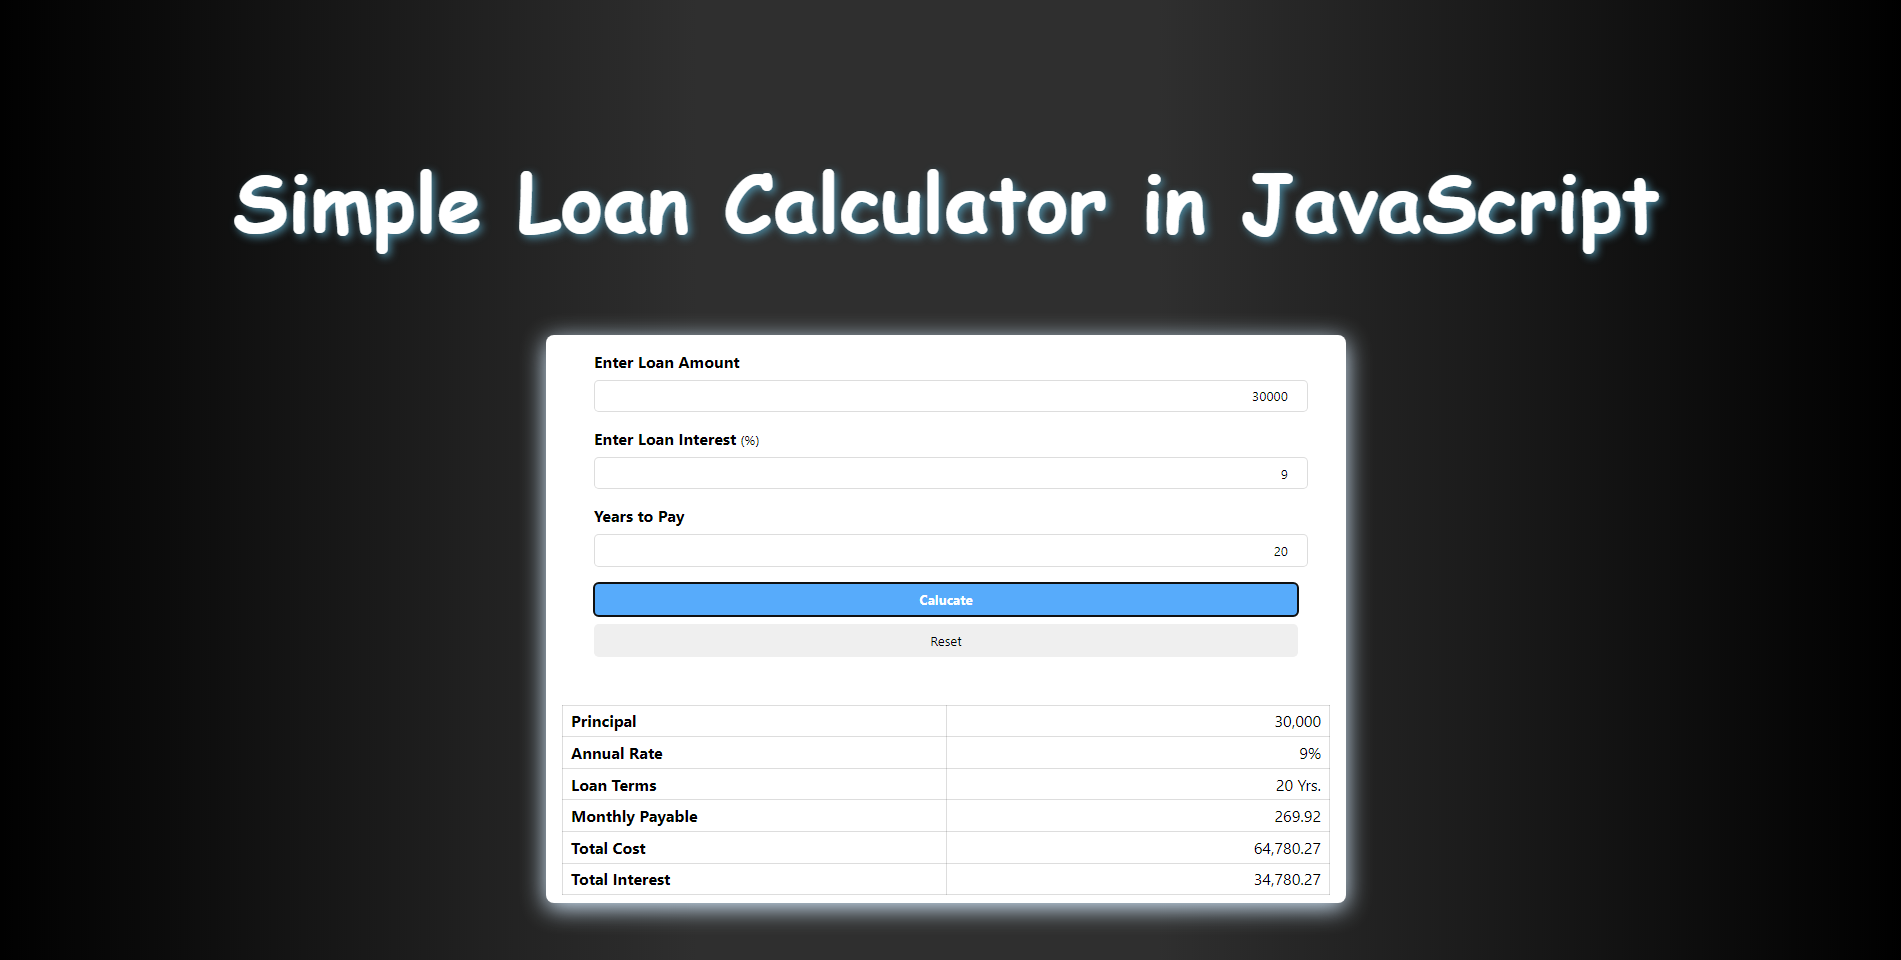 Simple Loan Calculator in JavaScript
Enter Loan Amount
30000
Enter Loan Interest (%)
9
Years to Pay
20
Calucate
Reset
Principal 30,000
Annual Rate 9%
Loan Terms 20 Yrs.
Monthly Payable 269.92
Total Cost 64,780.27
Total Interest 34,780.27